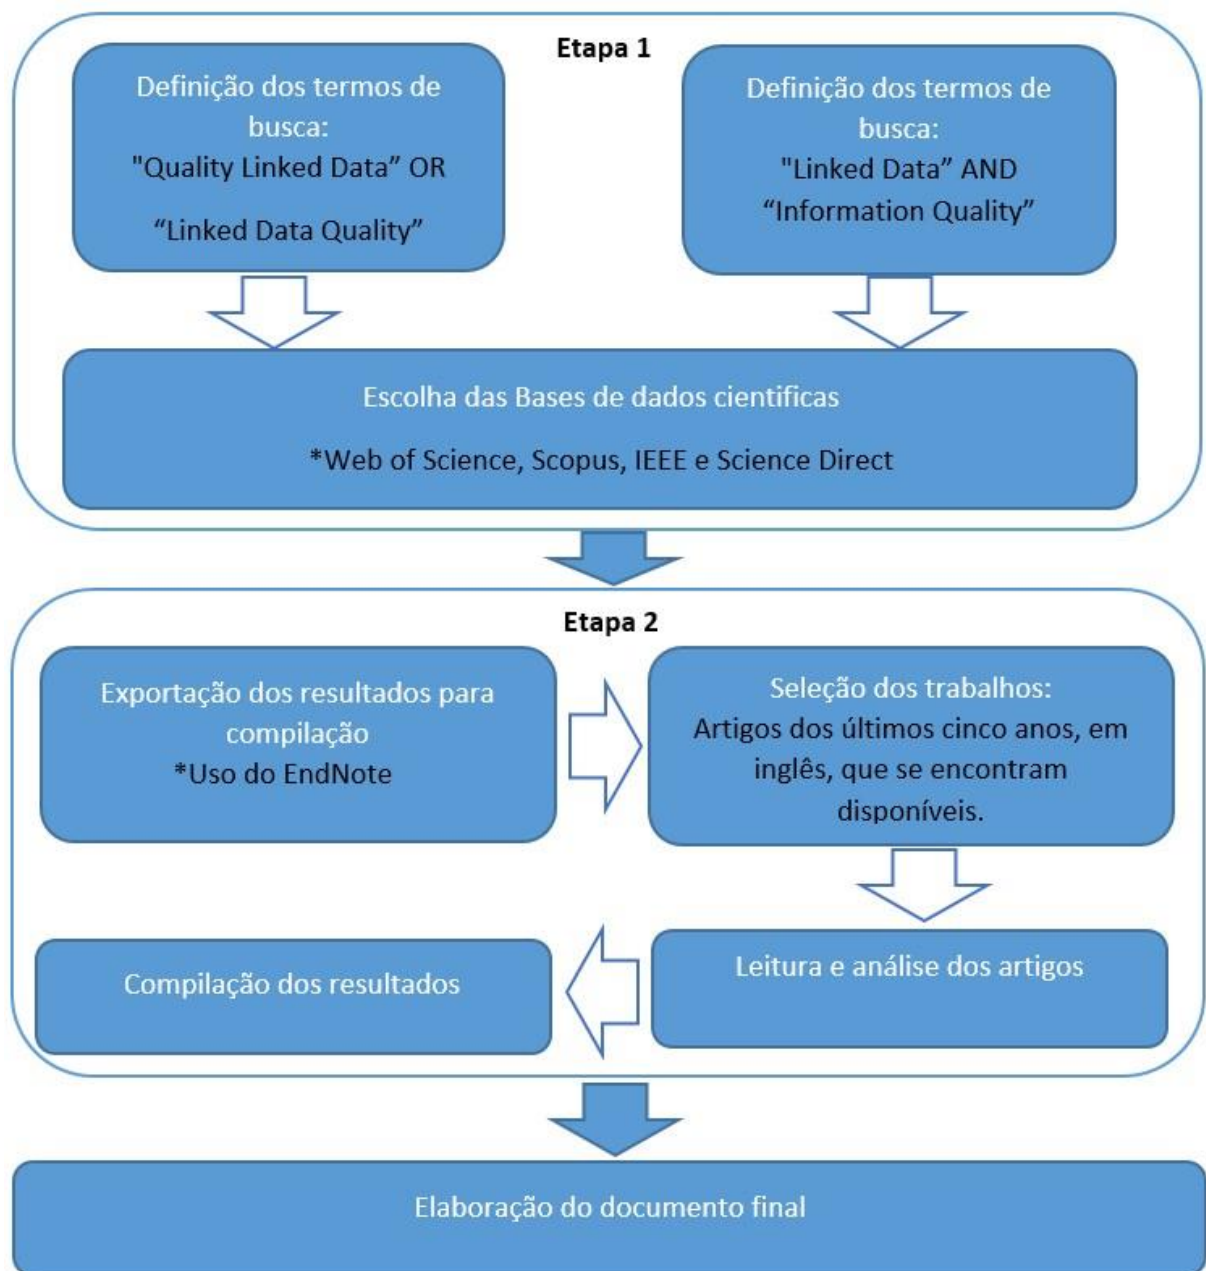 Etapa 1
Definição dos termos de
busca:
"Quality Linked Data” OR
“Linked Data Quality”
Definição dos termos de
busca:
"Linked Data” AND
“Information Quality”
Escolha das Bases de dados cientificas
*Web of Science, Scopus, IEEE e Science Direct
Etapa 2
Exportação dos resultados para
compilação
*Uso do EndNote
Seleção dos trabalhos:
Artigos dos últimos cinco anos, em
inglês, que se encontram
disponíveis.
Leitura e análise dos artigos
Compilação dos resultados
Elaboração do documento final